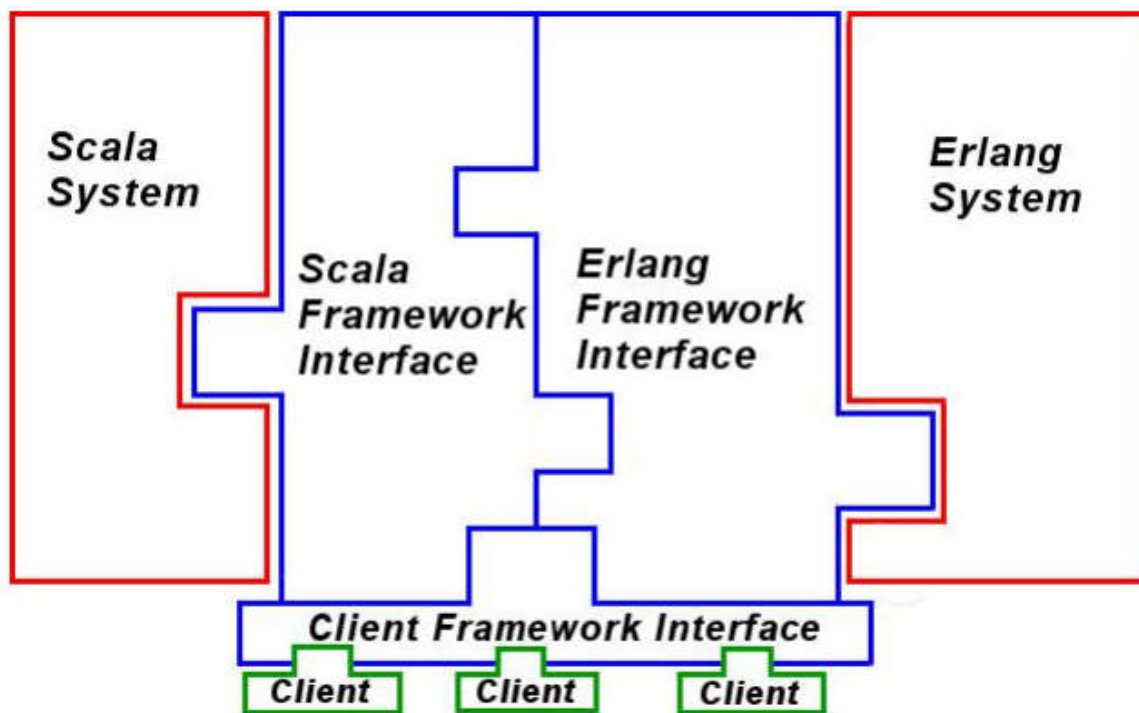 Scala
System
Scala
Framework
Interface
Erlang
Framework
Interface
Erlang
System
Client Framework Interface
Client
Client
Client